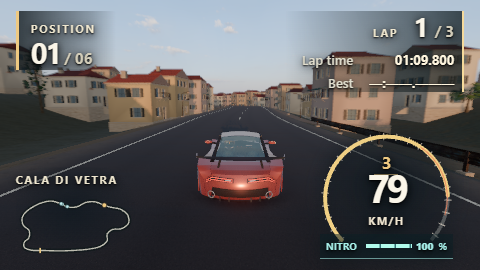 POSITION
01 / 06
LAP 1 / 3
Lap time 01:09.800
Best
CALA DI VETRA
3
79
KM/H
NITRO 100 %